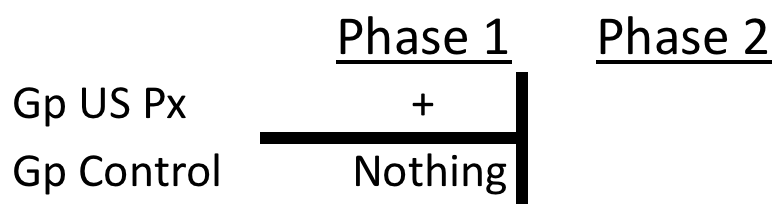 Phase 1 Phase 2
Gp US Px +
Gp Control Nothing